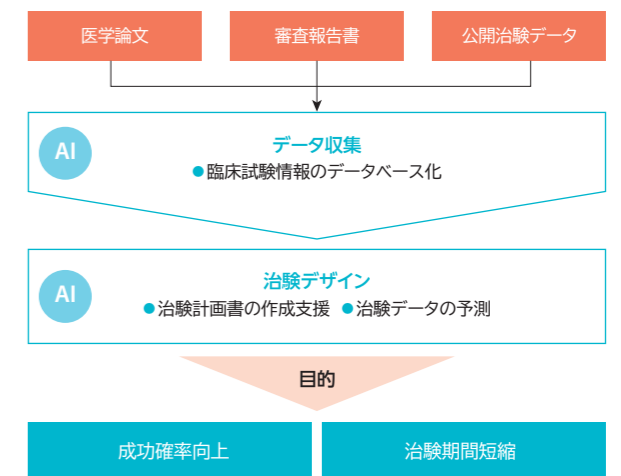 医学論文
審査報告書
公開治験データ
AI
データ収集
●臨床試験情報のデータベース化
AI
治験デザイン
●治験計画書の作成支援 ●治験データの予測
目的
成功確率向上
治験期間短縮